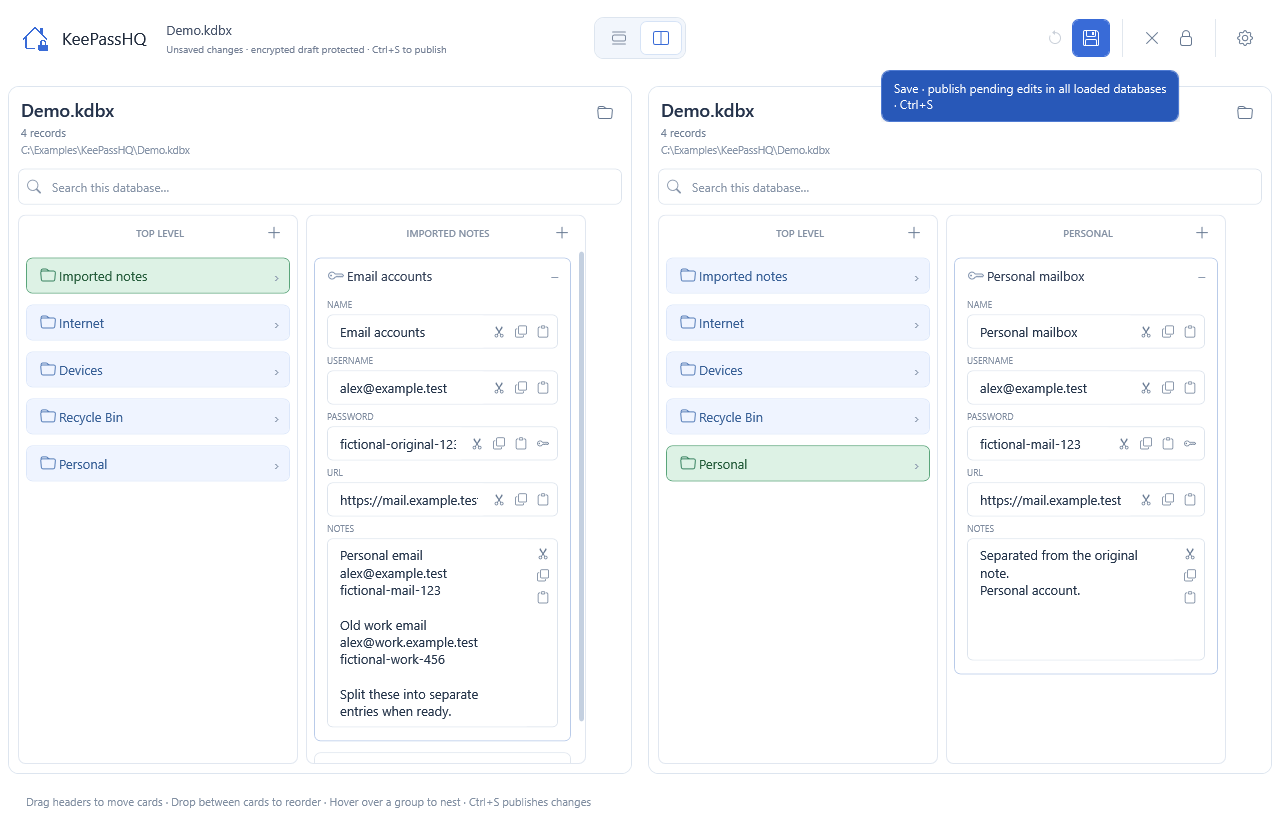 KeePassHQ
Demo.kdbx
Unsaved changes · encrypted draft protected · Ctrl+S to publish
Save · publish pending edits in all loaded databases
· Ctrl+S
Demo.kdbx
4 records
C:\Examples\KeePassHQ\Demo.kdbx
Search this database...
TOP LEVEL
Imported notes
Internet
Devices
Recycle Bin
Personal
IMPORTED NOTES
Email accounts
NAME
Email accounts
USERNAME
alex@example.test
PASSWORD
fictional-original-123
URL
https://mail.example.test
NOTES
Personal email
alex@example.test
fictional-mail-123
Old work email
alex@work.example.test
fictional-work-456
Split these into separate
entries when ready.
Demo.kdbx
4 records
C:\Examples\KeePassHQ\Demo.kdbx
Search this database...
TOP LEVEL
Imported notes
Internet
Devices
Recycle Bin
Personal
PERSONAL
Personal mailbox
NAME
Personal mailbox
USERNAME
alex@example.test
PASSWORD
fictional-mail-123
URL
https://mail.example.test
NOTES
Separated from the original
note.
Personal account.
Drag headers to move cards · Drop between cards to reorder · Hover over a group to nest · Ctrl+S publishes changes